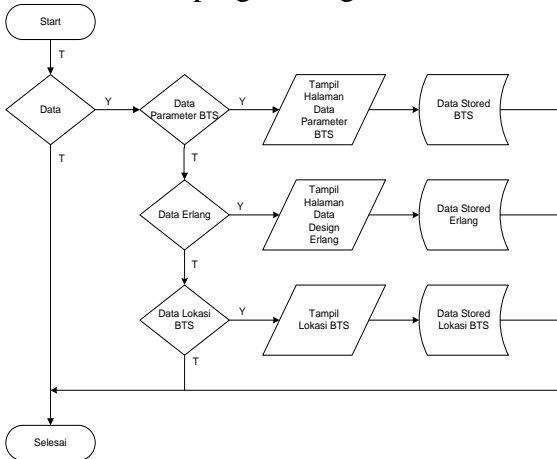 Start
T
Data
Y
Data
Parameter BTS
Y
Tampil
Halaman
Data
Parameter
BTS
Data Stored
BTS
T
T
Data Erlang
Y
Tampil
Halaman
Data
Design
Erlang
Data Stored
Erlang
T
Data Lokasi
BTS
Y
Tampil
Lokasi BTS
Data Stored
Lokasi BTS
T
Selesai